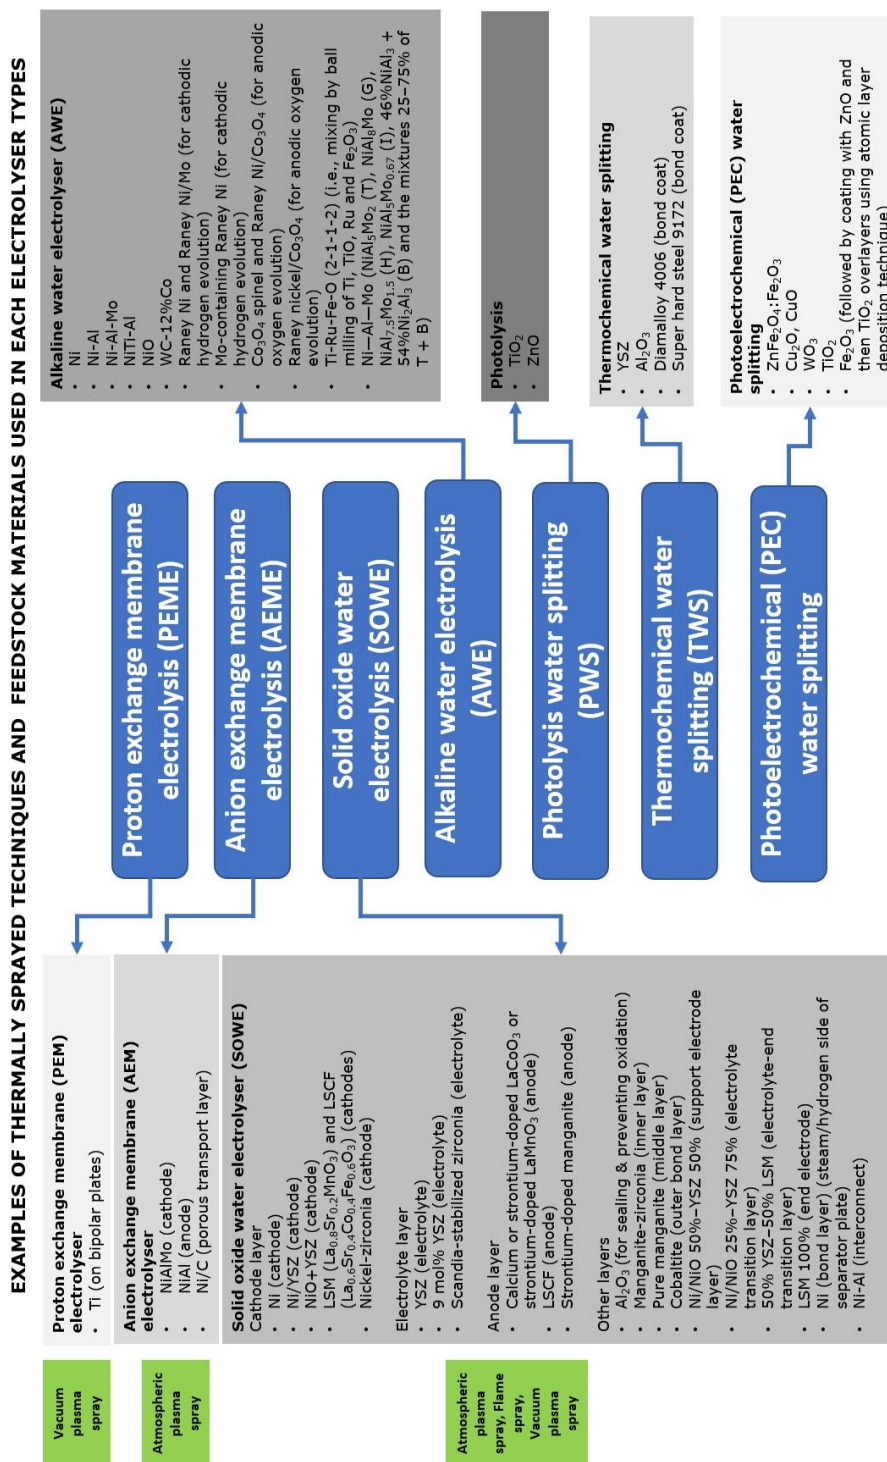 EXAMPLES OF THERMALLY SPRAYED TECHNIQUES AND FEEDSTOCK MATERIALS USED IN EACH ELECTROLYSER TYPES
Vacuum
plasma
spray
Proton exchange membrane (PEM)
electrolyser
• Ti (on bipolar plates)
Atmospheric
plasma
spray
Anion exchange membrane (AEM)
electrolyser
• NiAlMo (cathode)
• NiAl (anode)
• Ni/C (porous transport layer)
Atmospheric
plasma
spray, Flame
spray,
Vacuum
plasma
spray
Solid oxide water electrolyser (SOWE)
Cathode layer
• Ni (cathode)
• Ni/YSZ (cathode)
• NiO+YSZ (cathode)
• LSM (La₀.₈Sr₀.₂MnO₃) and LSCF
(La₀.₆Sr₀.₄Co₀.₄Fe₀.₆O₃) (cathodes)
• Nickel-zirconia (cathode)
Electrolyte layer
• YSZ (electrolyte)
• 9 mol% YSZ (electrolyte)
• Scandia-stabilized zirconia (electrolyte)
Anode layer
• Calcium or strontium-doped LaCoO₃ or
strontium-doped LaMnO₃ (anode)
• LSCF (anode)
• Strontium-doped manganite (anode)
Other layers
• Al₂O₃ (for sealing & preventing oxidation)
• Manganite-zirconia (inner layer)
• Pure manganite (middle layer)
• Cobaltite (outer bond layer)
• Ni/NiO 50%–YSZ 50% (support electrode
layer)
• Ni/NiO 25%–YSZ 75% (electrolyte
transition layer)
• 50% YSZ–50% LSM (electrolyte-end
transition layer)
• LSM 100% (end electrode)
• Ni (bond layer) (steam/hydrogen side of
separator plate)
• Ni-Al (interconnect)
Proton exchange membrane
electrolysis (PEME)
Anion exchange membrane
electrolysis (AEME)
Solid oxide water
electrolysis (SOWE)
Alkaline water electrolysis
(AWE)
Photolysis water splitting
(PWS)
Thermochemical water
splitting (TWS)
Photoelectrochemical (PEC)
water splitting
Alkaline water electrolyser (AWE)
• Ni
• Ni-Al
• Ni-Al-Mo
• NiTi-Al
• NiO
• WC-12%Co
• Raney Ni and Raney Ni/Mo (for cathodic
hydrogen evolution)
• Mo-containing Raney Ni (for cathodic
hydrogen evolution)
• Co₃O₄ spinel and Raney Ni/Co₃O₄ (for anodic
oxygen evolution)
• Raney nickel/Co₃O₄ (for anodic oxygen
evolution)
• Ti-Ru-Fe-O (2-1-1-2) (i.e., mixing by ball
milling of Ti, TiO, Ru and Fe₂O₃)
• Ni—Al—Mo (NiAl₅Mo₂ (T), NiAl₈Mo (G),
NiAl₇.₅Mo₁.₅ (H), NiAl₅Mo₀.₆₇ (I), 46%NiAl₃ +
54%Ni₂Al₃ (B) and the mixtures 25–75% of
T + B)
Photolysis
• TiO₂
• ZnO
Thermochemical water splitting
• YSZ
• Al₂O₃
• Diamalloy 4006 (bond coat)
• Super hard steel 9172 (bond coat)
Photoelectrochemical (PEC) water
splitting
• ZnFe₂O₄:Fe₂O₃
• Cu₂O, CuO
• WO₃
• TiO₂
• Fe₂O₃ (followed by coating with ZnO and
then TiO₂ overlayers using atomic layer
deposition technique)